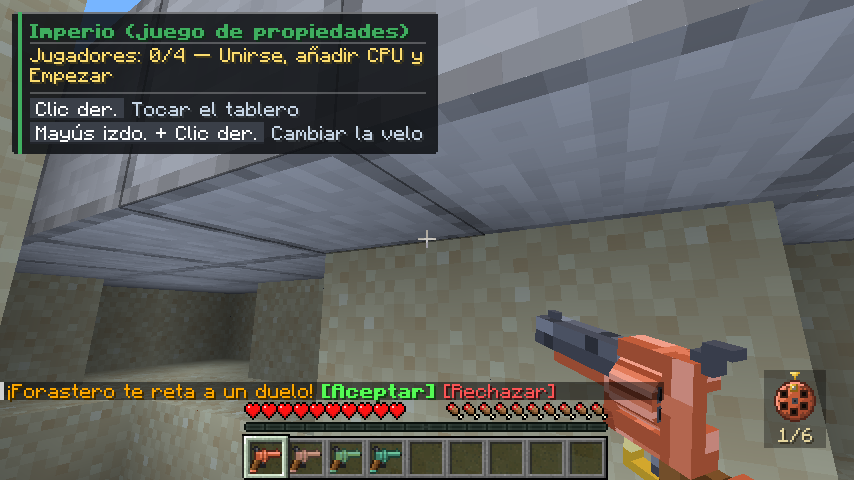 Imperio (juego de propiedades)
Jugadores: 0/4 — Unirse, añadir CPU y
Empezar
Clic der. Tocar el tablero
Mayús izdo. + Clic der. Cambiar la velo
¡Forastero te reta a un duelo! [Aceptar] [Rechazar]
1/6